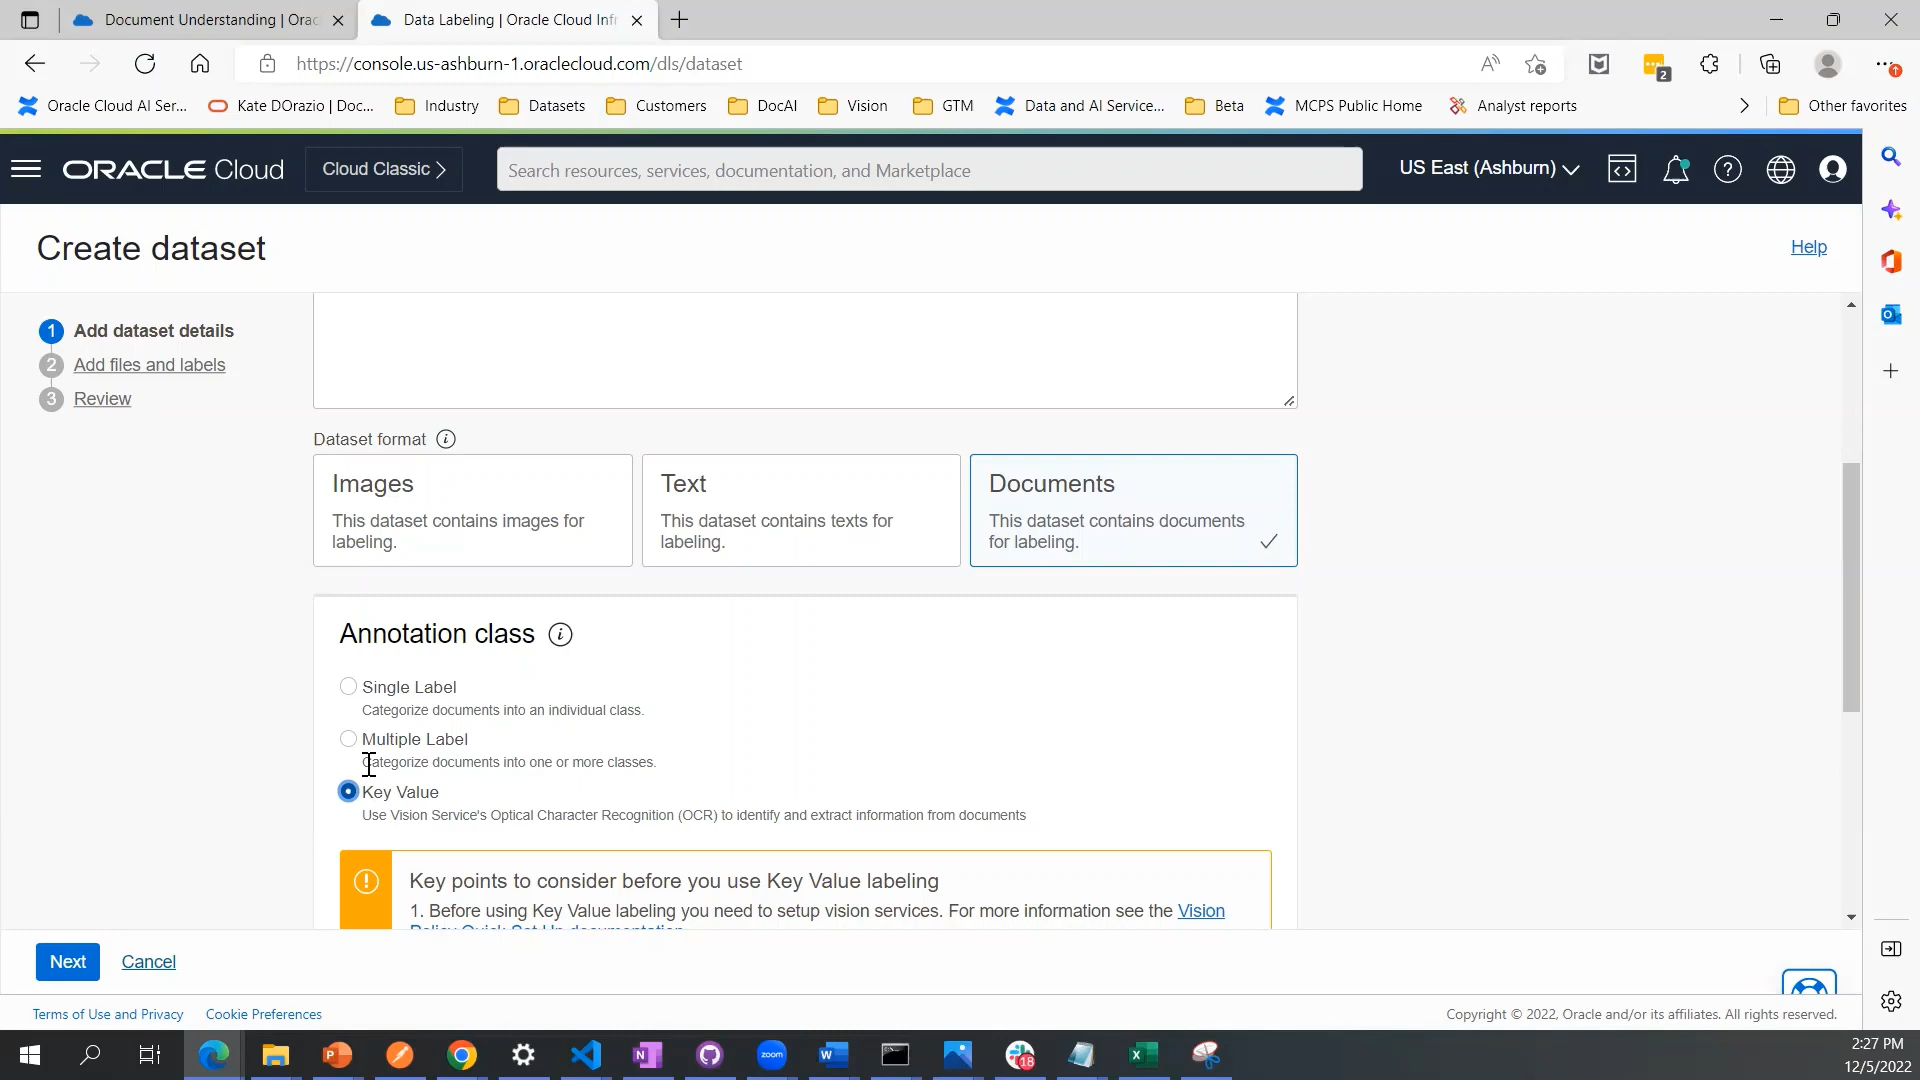 Document Understanding | Orac
Data Labeling | Oracle Cloud Infr
https://console.us-ashburn-1.oraclecloud.com/dls/dataset
2
Oracle Cloud AI Ser...
Kate DOrazio | Doc...
Industry
Datasets
Customers
DocAI
Vision
GTM
Data and AI Service...
Beta
MCPS Public Home
Analyst reports
Other favorites
ORACLE Cloud
Cloud Classic
Search resources, services, documentation, and Marketplace
US East (Ashburn)
Create dataset
Help
1 Add dataset details
2 Add files and labels
3 Review
Dataset format
Images
This dataset contains images for
labeling.
Text
This dataset contains texts for
labeling.
Documents
This dataset contains documents
for labeling.
Annotation class
Single Label
Categorize documents into an individual class.
Multiple Label
Categorize documents into one or more classes.
Key Value
Use Vision Service's Optical Character Recognition (OCR) to identify and extract information from documents
Key points to consider before you use Key Value labeling
1. Before using Key Value labeling you need to setup vision services. For more information see the Vision
Policy Quick Set Up documentation
Next
Cancel
Terms of Use and Privacy
Cookie Preferences
Copyright © 2022, Oracle and/or its affiliates. All rights reserved.
zoom
18
2:27 PM
12/5/2022